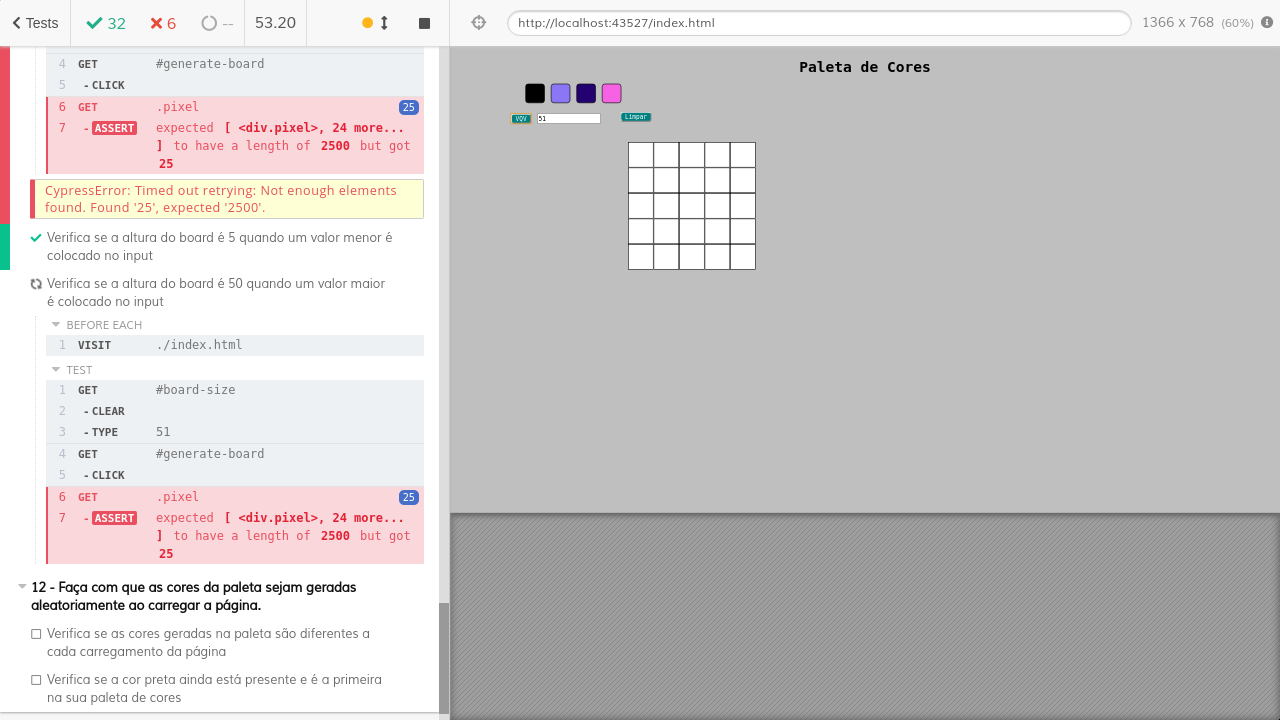 Tests
32
6
--
53.20
http://localhost:43527/index.html
1366 x 768 (60%)
4 GET #generate-board
5 - CLICK
6 GET .pixel 25
7 - ASSERT expected [ <div.pixel>, 24 more...
] to have a length of 2500 but got
25
CypressError: Timed out retrying: Not enough elements
found. Found '25', expected '2500'.
Verifica se a altura do board é 5 quando um valor menor é
colocado no input
Verifica se a altura do board é 50 quando um valor maior
é colocado no input
BEFORE EACH
1 VISIT ./index.html
TEST
1 GET #board-size
2 - CLEAR
3 - TYPE 51
4 GET #generate-board
5 - CLICK
6 GET .pixel 25
7 - ASSERT expected [ <div.pixel>, 24 more...
] to have a length of 2500 but got
25
12 - Faça com que as cores da paleta sejam geradas
aleatoriamente ao carregar a página.
Verifica se as cores geradas na paleta são diferentes a
cada carregamento da página
Verifica se a cor preta ainda está presente e é a primeira
na sua paleta de cores
Paleta de Cores
VQV
51
Limpar